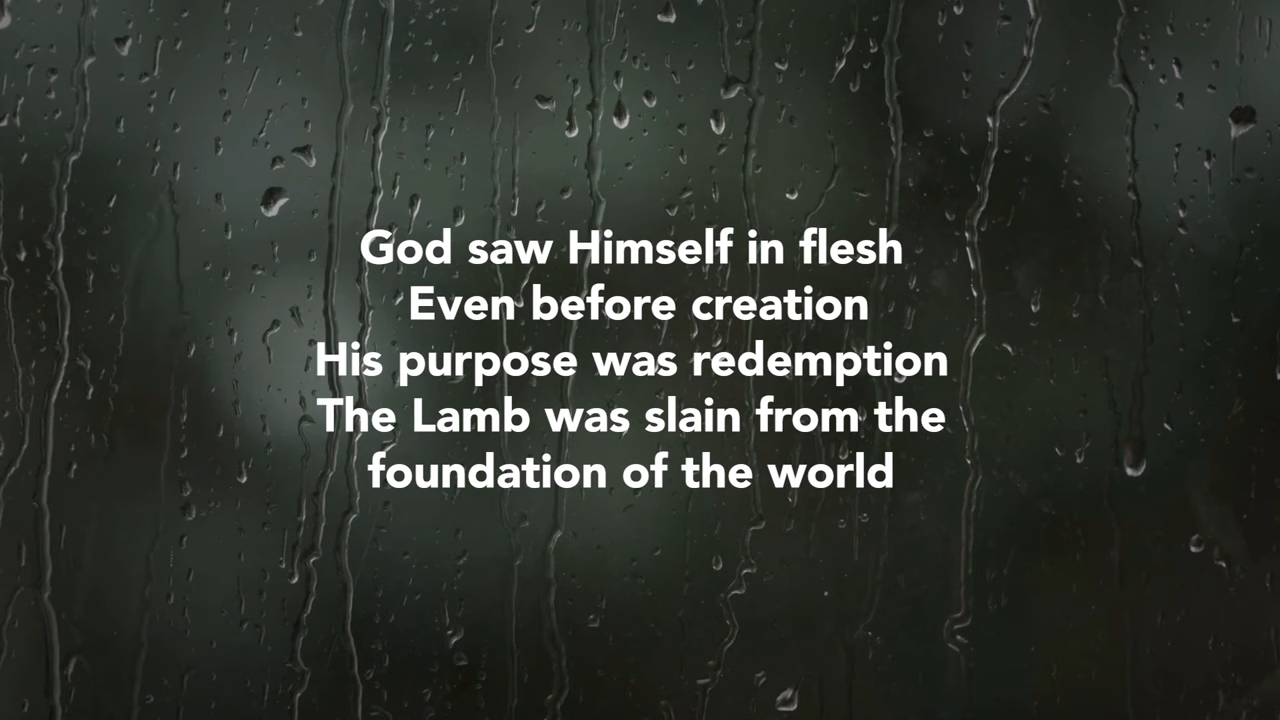 God saw Himself in flesh
Even before creation
His purpose was redemption
The Lamb was slain from the
foundation of the world